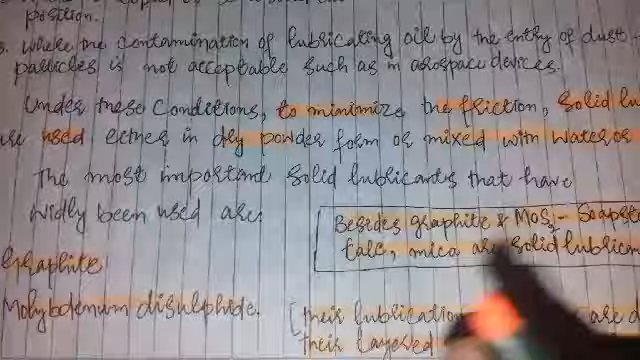 position.
3. Where the contamination of lubricating oil by the entry of dust
particles is not acceptable such as in aerospace devices.
Under these conditions, to minimize the friction, solid lu
are used either in dry powder form or mixed with water or
The most important solid lubricants that have
widly been used are
Besides graphite & MoS2 - Soapst
talc, mica are solid lubrican
Graphite
Molybdenum disulphide.
[their lubrication are d
their layered